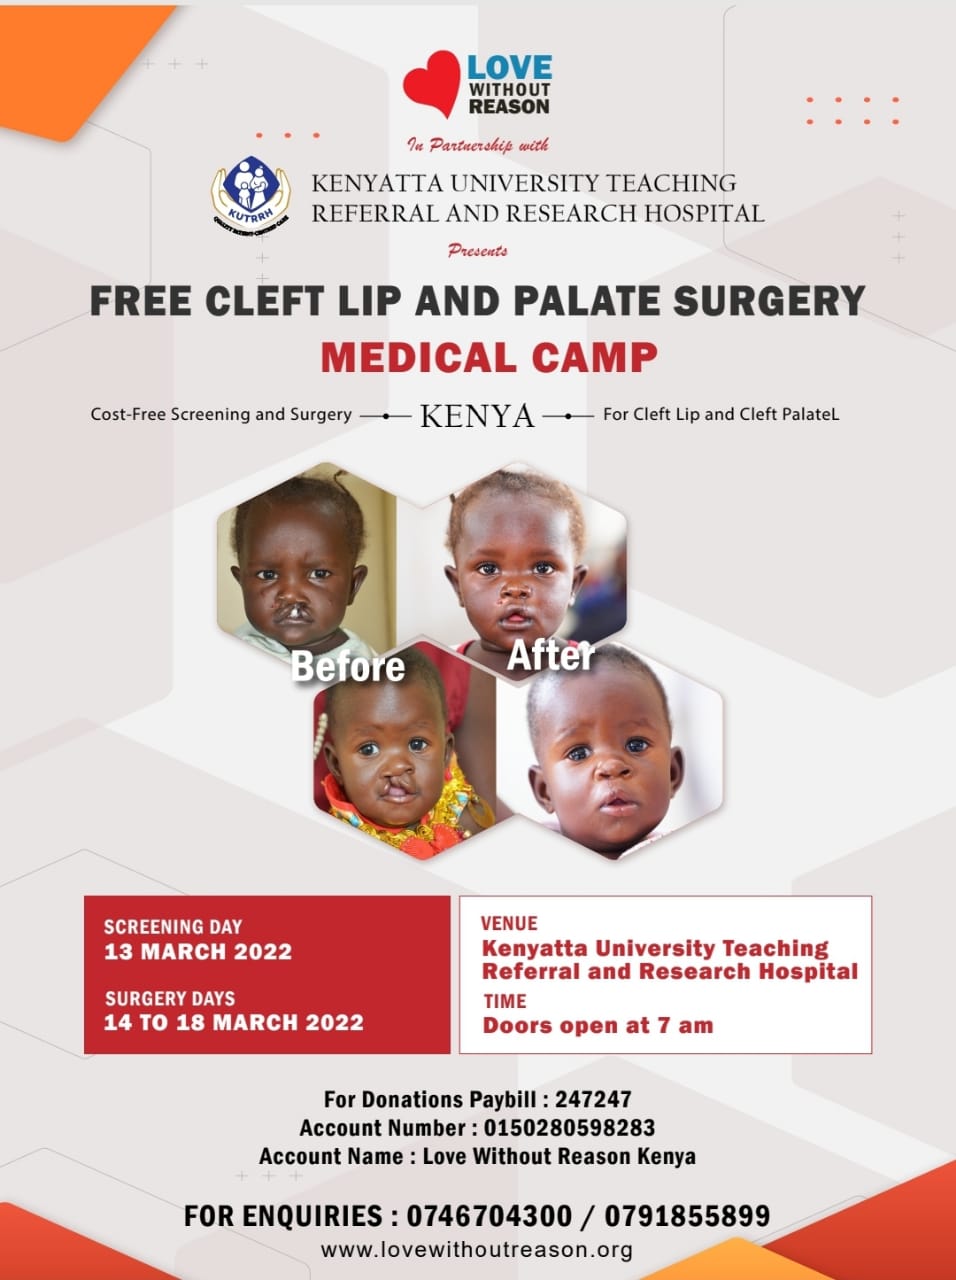 LOVE
WITHOUT
REASON
In Partnership with
KUTRRH
QUALITY PATIENT-CENTRED CARE
KENYATTA UNIVERSITY TEACHING
REFERRAL AND RESEARCH HOSPITAL
Presents
FREE CLEFT LIP AND PALATE SURGERY
MEDICAL CAMP
Cost-Free Screening and Surgery KENYA For Cleft Lip and Cleft PalateL
Before
After
SCREENING DAY
13 MARCH 2022
SURGERY DAYS
14 TO 18 MARCH 2022
VENUE
Kenyatta University Teaching
Referral and Research Hospital
TIME
Doors open at 7 am
For Donations Paybill : 247247
Account Number : 0150280598283
Account Name : Love Without Reason Kenya
FOR ENQUIRIES : 0746704300 / 0791855899
www.lovewithoutreason.org